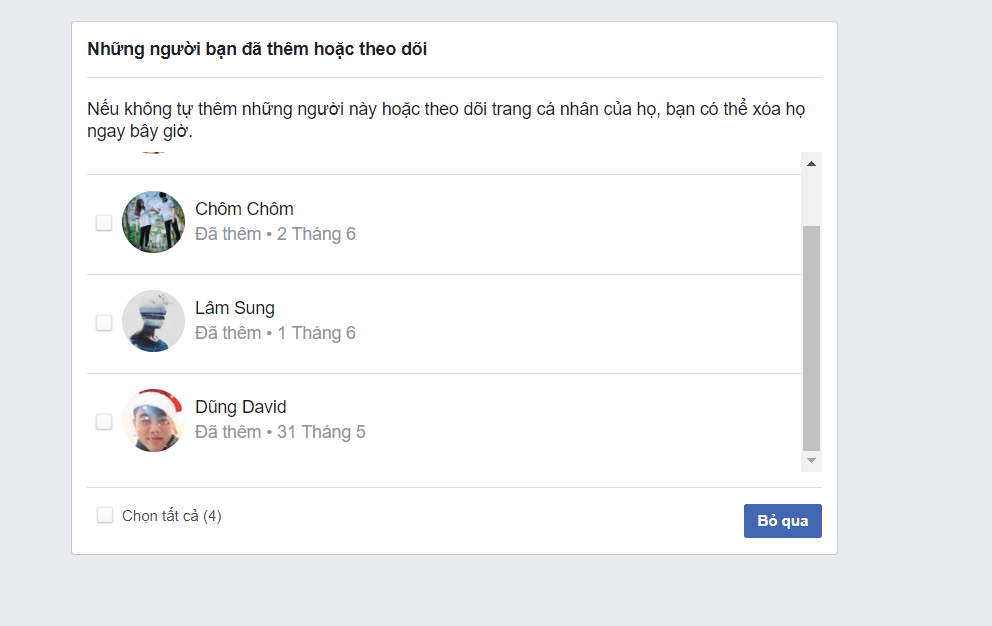 Những người bạn đã thêm hoặc theo dõi
Nếu không tự thêm những người này hoặc theo dõi trang cá nhân của họ, bạn có thể xóa họ
ngay bây giờ.
Chôm Chôm
Đã thêm • 2 Tháng 6
Lâm Sung
Đã thêm • 1 Tháng 6
Dũng David
Đã thêm • 31 Tháng 5
Chọn tất cả (4)
Bỏ qua